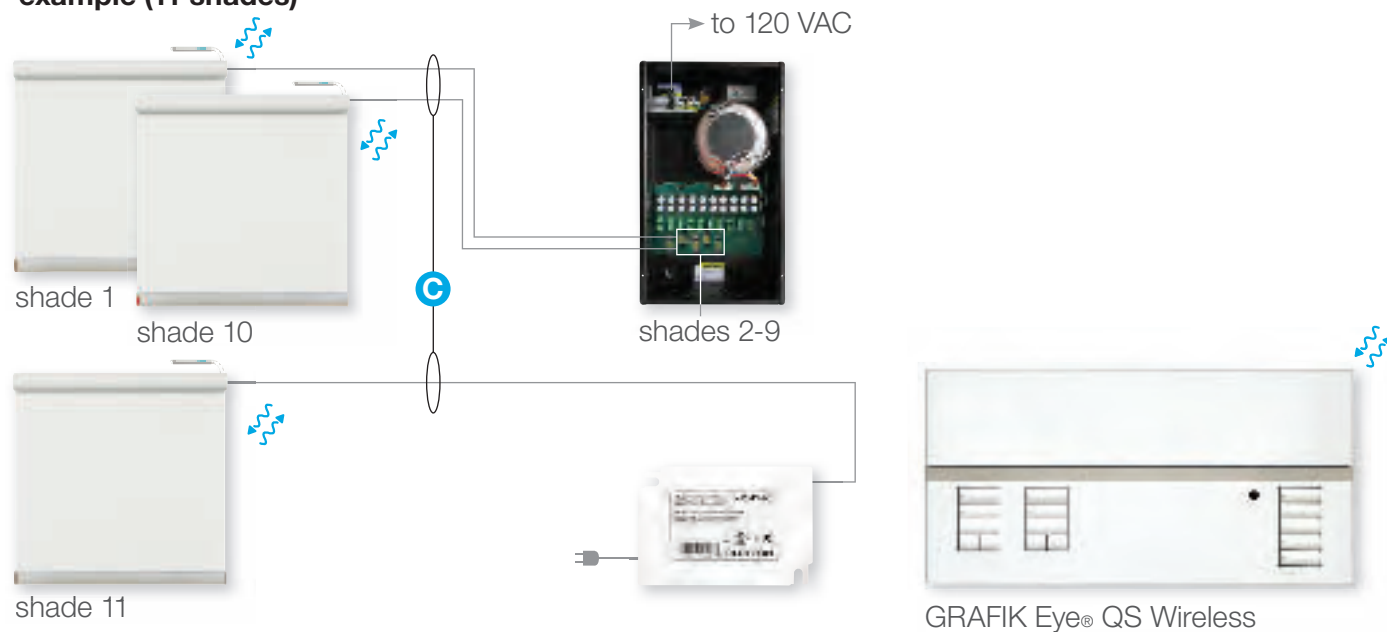 example (11 shades)
to 120 VAC
shade 1
shade 10
C
shades 2-9
shade 11
GRAFIK Eye® QS Wireless